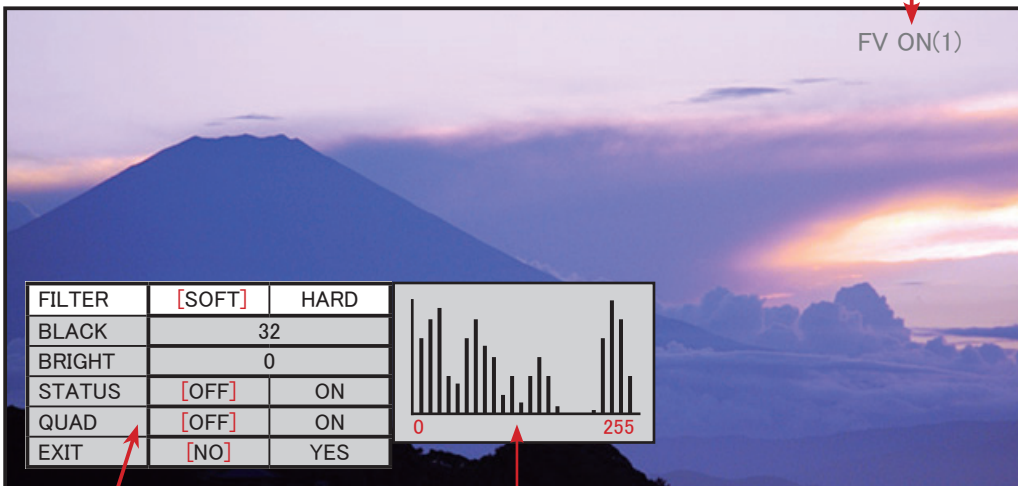 FV ON(1)
FILTER [SOFT] HARD
BLACK 32
BRIGHT 0
STATUS [OFF] ON
QUAD [OFF] ON
EXIT [NO] YES
0 255